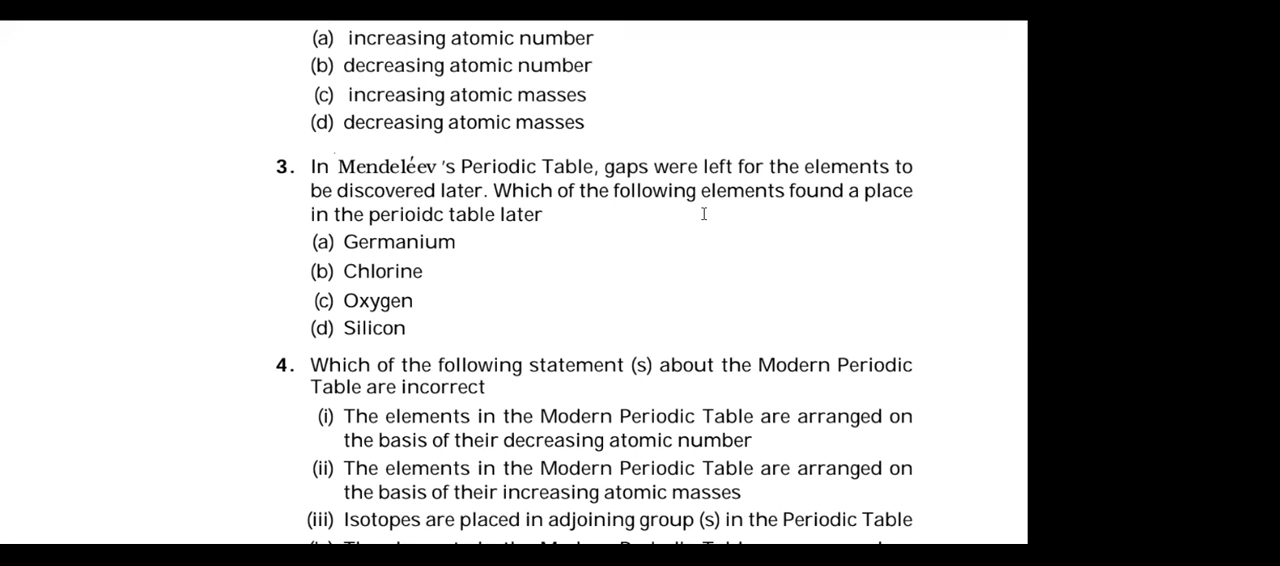 (a) increasing atomic number
(b) decreasing atomic number
(c) increasing atomic masses
(d) decreasing atomic masses
3. In Mendeléev 's Periodic Table, gaps were left for the elements to
be discovered later. Which of the following elements found a place
in the perioidc table later
(a) Germanium
(b) Chlorine
(c) Oxygen
(d) Silicon
4. Which of the following statement (s) about the Modern Periodic
Table are incorrect
(i) The elements in the Modern Periodic Table are arranged on
the basis of their decreasing atomic number
(ii) The elements in the Modern Periodic Table are arranged on
the basis of their increasing atomic masses
(iii) Isotopes are placed in adjoining group (s) in the Periodic Table